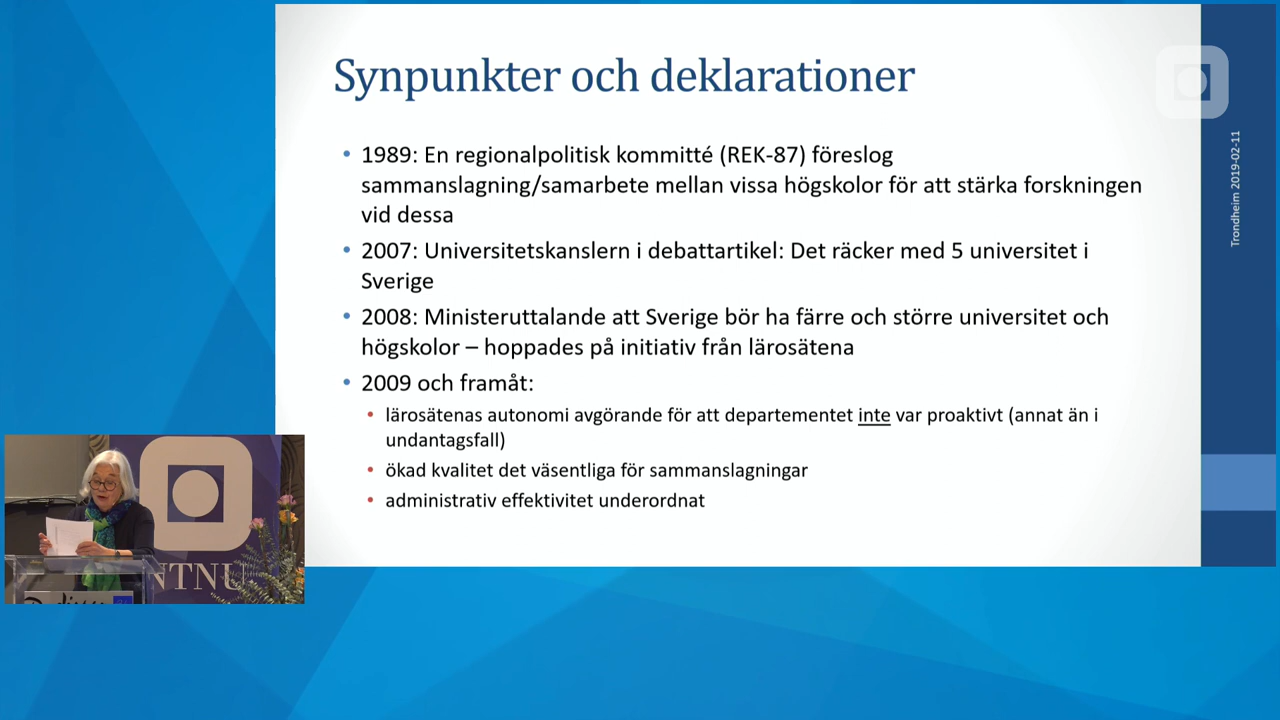 Synpunkter och deklarationer
• 1989: En regionalpolitisk kommitté (REK-87) föreslog
sammanslagning/samarbete mellan vissa högskolor för att stärka forskningen
vid dessa
• 2007: Universitetskanslern i debattartikel: Det räcker med 5 universitet i
Sverige
• 2008: Ministeruttalande att Sverige bör ha färre och större universitet och
högskolor – hoppades på initiativ från lärosätena
• 2009 och framåt:
• lärosätenas autonomi avgörande för att departementet inte var proaktivt (annat än i
undantagsfall)
• ökad kvalitet det väsentliga för sammanslagningar
• administrativ effektivitet underordnat
Trondheim 2019-02-11
NTNU